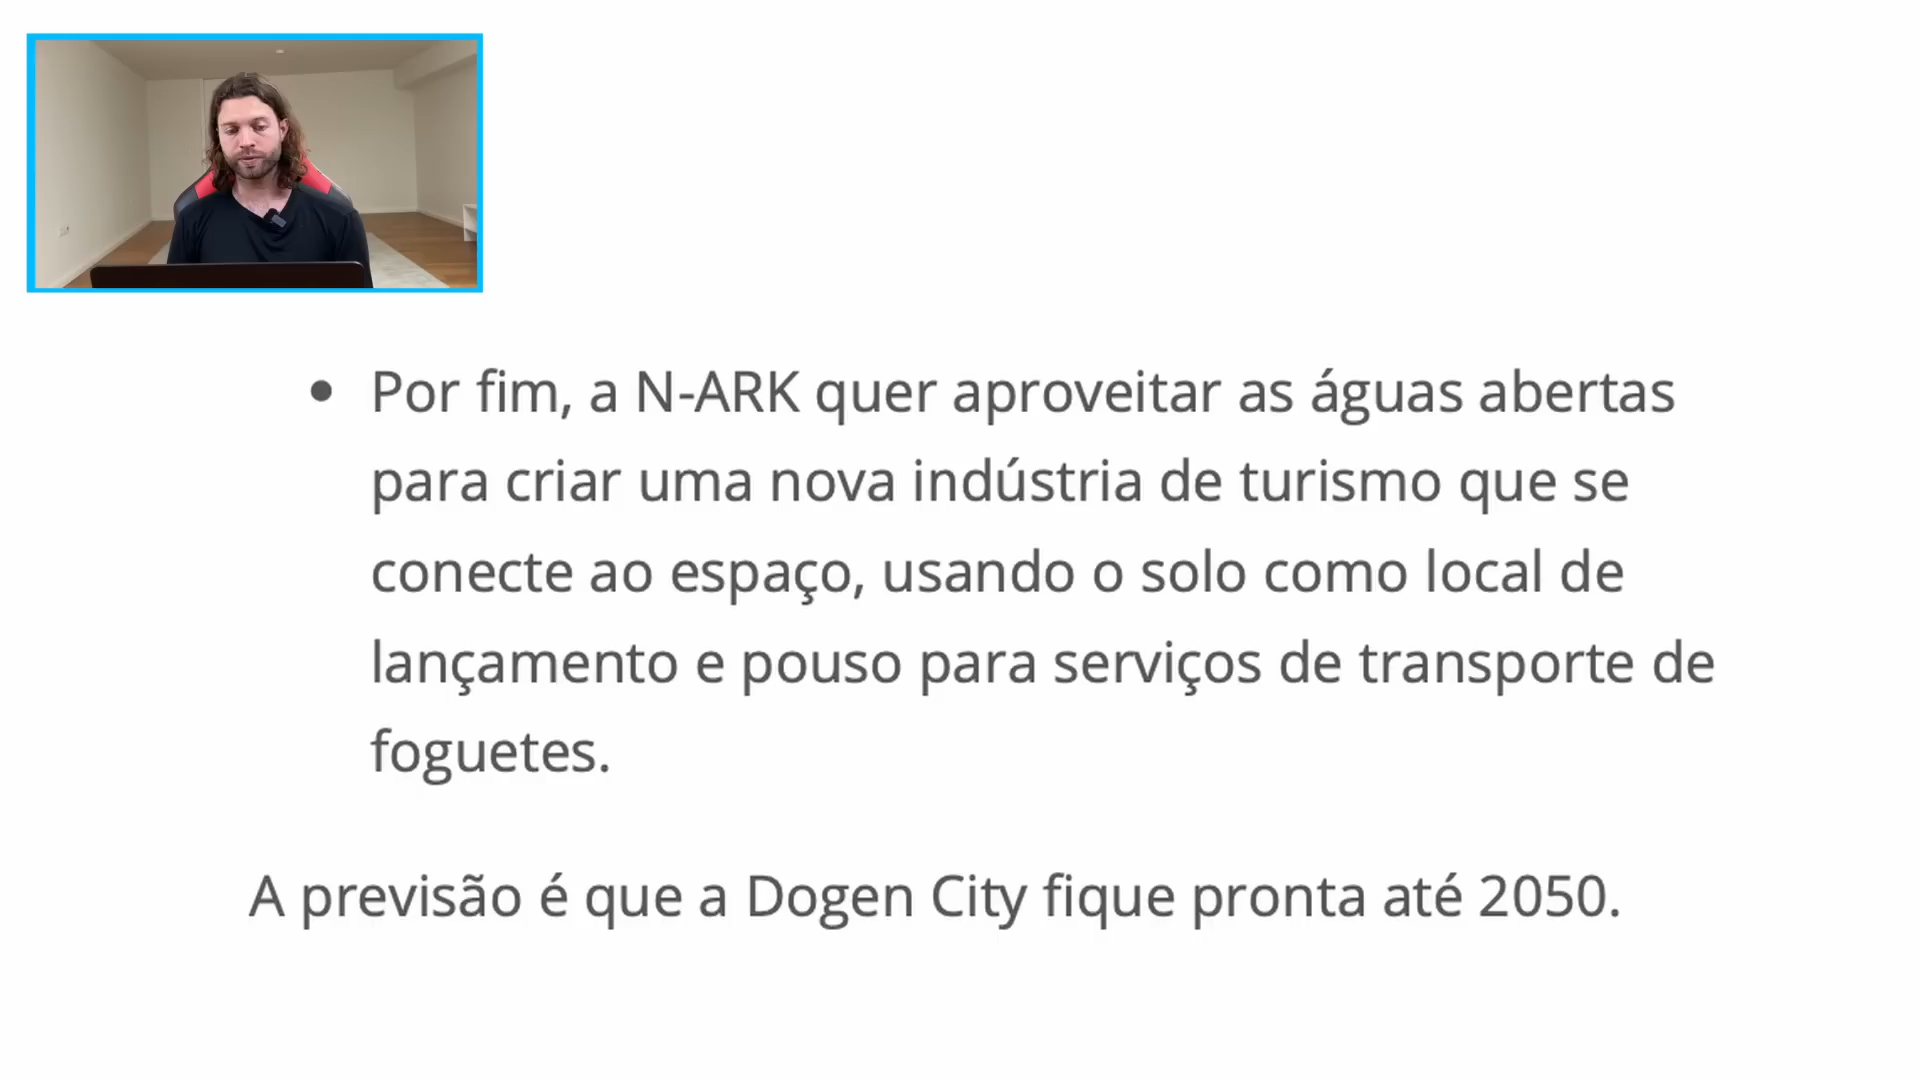 Por fim, a N-ARK quer aproveitar as águas abertas
para criar uma nova indústria de turismo que se
conecte ao espaço, usando o solo como local de
lançamento e pouso para serviços de transporte de
foguetes.
A previsão é que a Dogen City fique pronta até 2050.